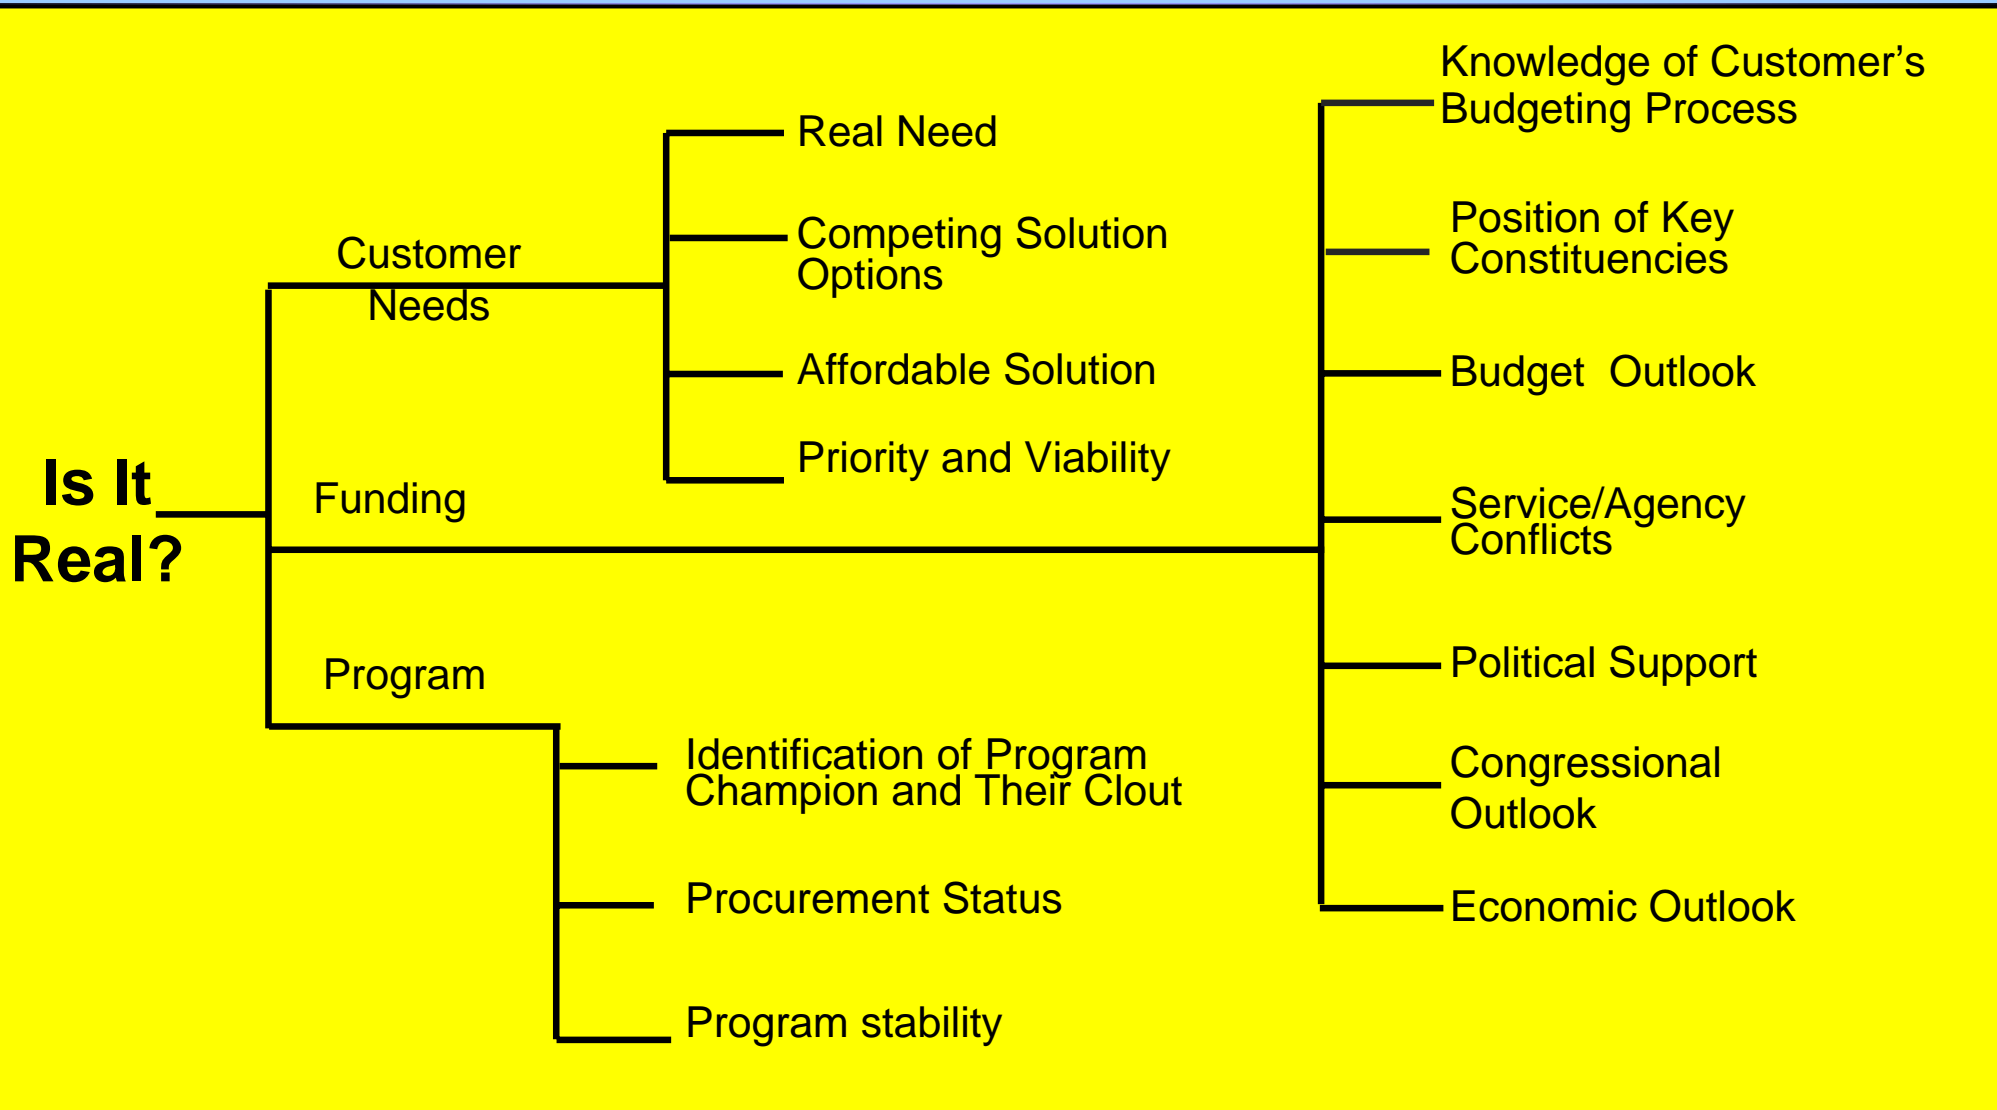 Is It
Real?
Customer
Needs
Real Need
Competing Solution
Options
Affordable Solution
Priority and Viability
Funding
Knowledge of Customer’s
Budgeting Process
Position of Key
Constituencies
Budget  Outlook
Service/Agency
Conflicts
Political Support
Congressional
Outlook
Economic Outlook
Program
Identification of Program
Champion and Their Clout
Procurement Status
Program stability